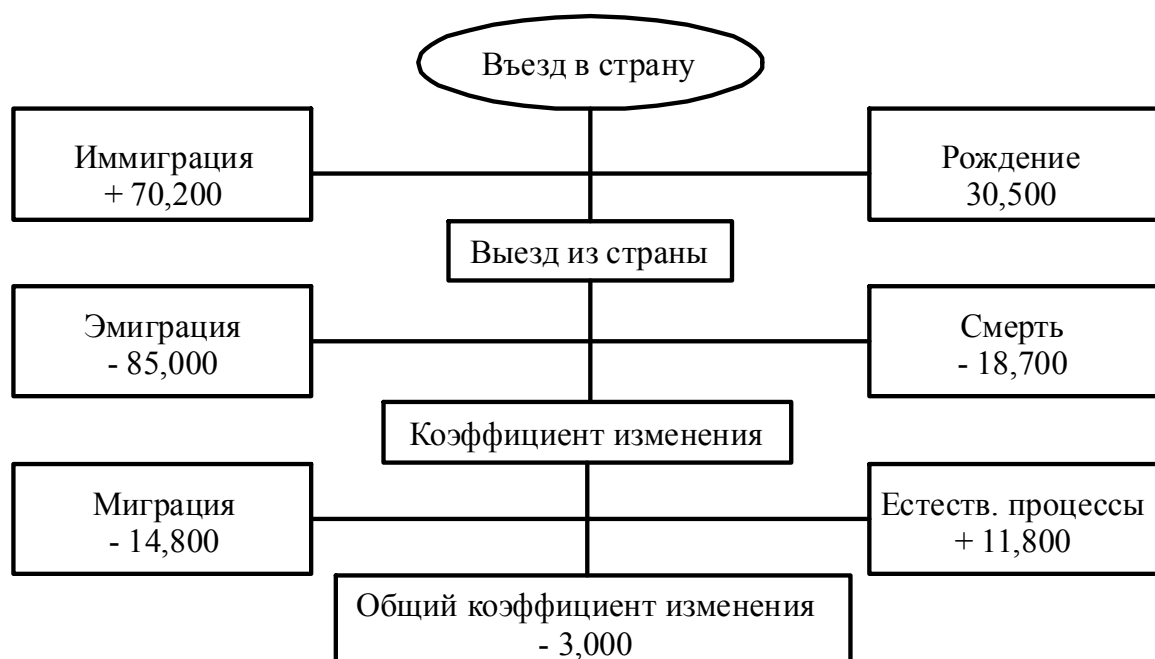 Въезд в страну
Иммиграция
+ 70,200
Рождение
30,500
Выезд из страны
Эмиграция
- 85,000
Смерть
- 18,700
Коэффициент изменения
Миграция
- 14,800
Естеств. процессы
+ 11,800
Общий коэффициент изменения
- 3,000